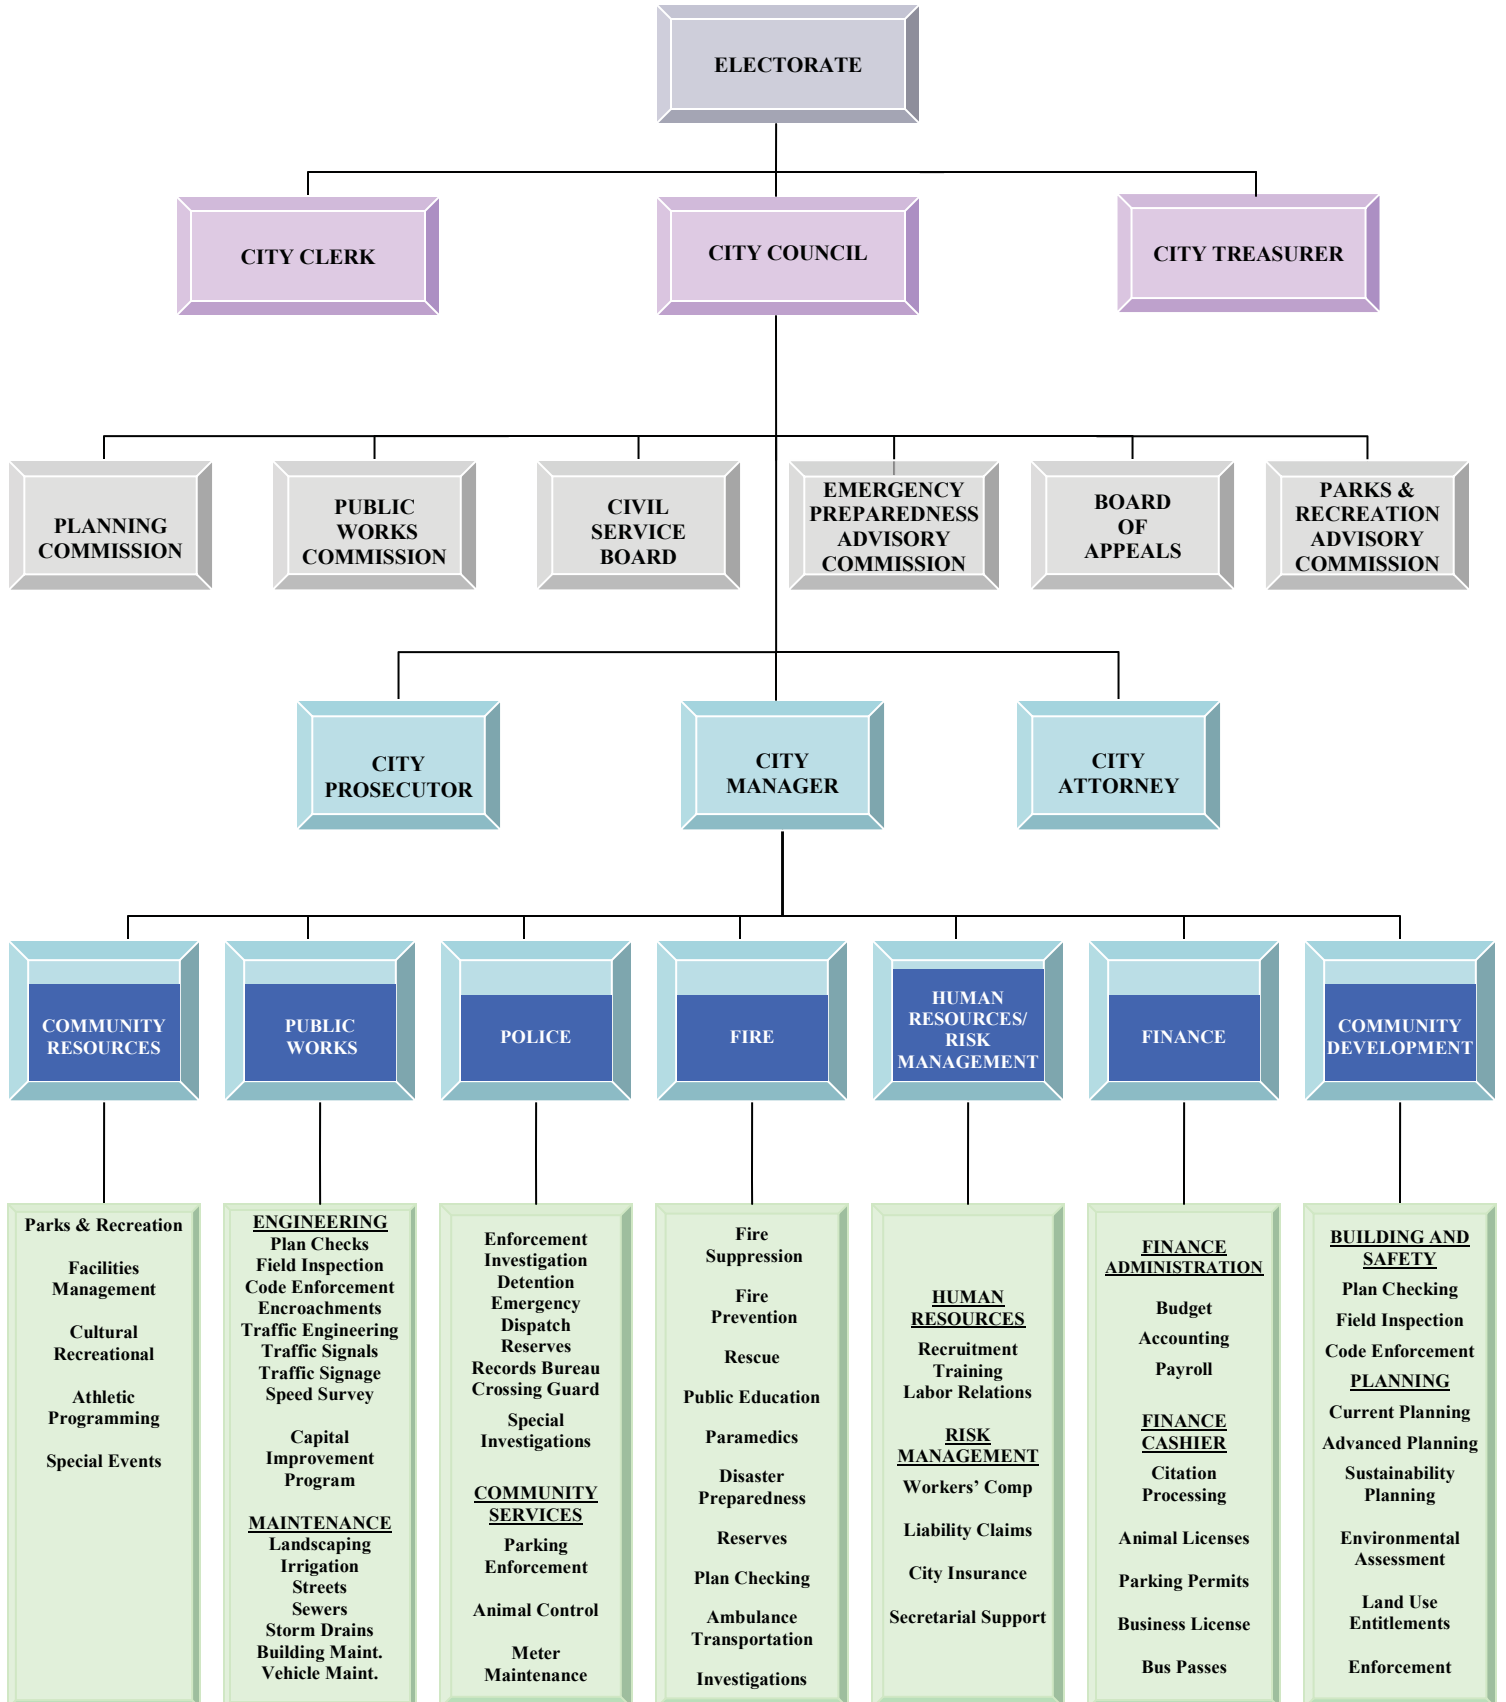 ELECTORATE
CITY CLERK
CITY COUNCIL
CITY TREASURER
PLANNING
COMMISSION
PUBLIC
WORKS
COMMISSION
CIVIL
SERVICE
BOARD
EMERGENCY
PREPAREDNESS
ADVISORY
COMMISSION
BOARD
OF
APPEALS
PARKS &
RECREATION
ADVISORY
COMMISSION
CITY
PROSECUTOR
CITY
MANAGER
CITY
ATTORNEY
COMMUNITY
RESOURCES
PUBLIC
WORKS
POLICE
FIRE
HUMAN
RESOURCES/
RISK
MANAGEMENT
FINANCE
COMMUNITY
DEVELOPMENT
Parks & Recreation
Facilities
Management
Cultural
Recreational
Athletic
Programming
Special Events
ENGINEERING
Plan Checks
Field Inspection
Code Enforcement
Encroachments
Traffic Engineering
Traffic Signals
Traffic Signage
Speed Survey
Capital
Improvement
Program
MAINTENANCE
Landscaping
Irrigation
Streets
Sewers
Storm Drains
Building Maint.
Vehicle Maint.
Enforcement
Investigation
Detention
Emergency
Dispatch
Reserves
Records Bureau
Crossing Guard
Special
Investigations
COMMUNITY
SERVICES
Parking
Enforcement
Animal Control
Meter
Maintenance
Fire
Suppression
Fire
Prevention
Rescue
Public Education
Paramedics
Disaster
Preparedness
Reserves
Plan Checking
Ambulance
Transportation
Investigations
HUMAN
RESOURCES
Recruitment
Training
Labor Relations
RISK
MANAGEMENT
Workers’ Comp
Liability Claims
City Insurance
Secretarial Support
FINANCE
ADMINISTRATION
Budget
Accounting
Payroll
FINANCE
CASHIER
Citation
Processing
Animal Licenses
Parking Permits
Business License
Bus Passes
BUILDING AND
SAFETY
Plan Checking
Field Inspection
Code Enforcement
PLANNING
Current Planning
Advanced Planning
Sustainability
Planning
Environmental
Assessment
Land Use
Entitlements
Enforcement